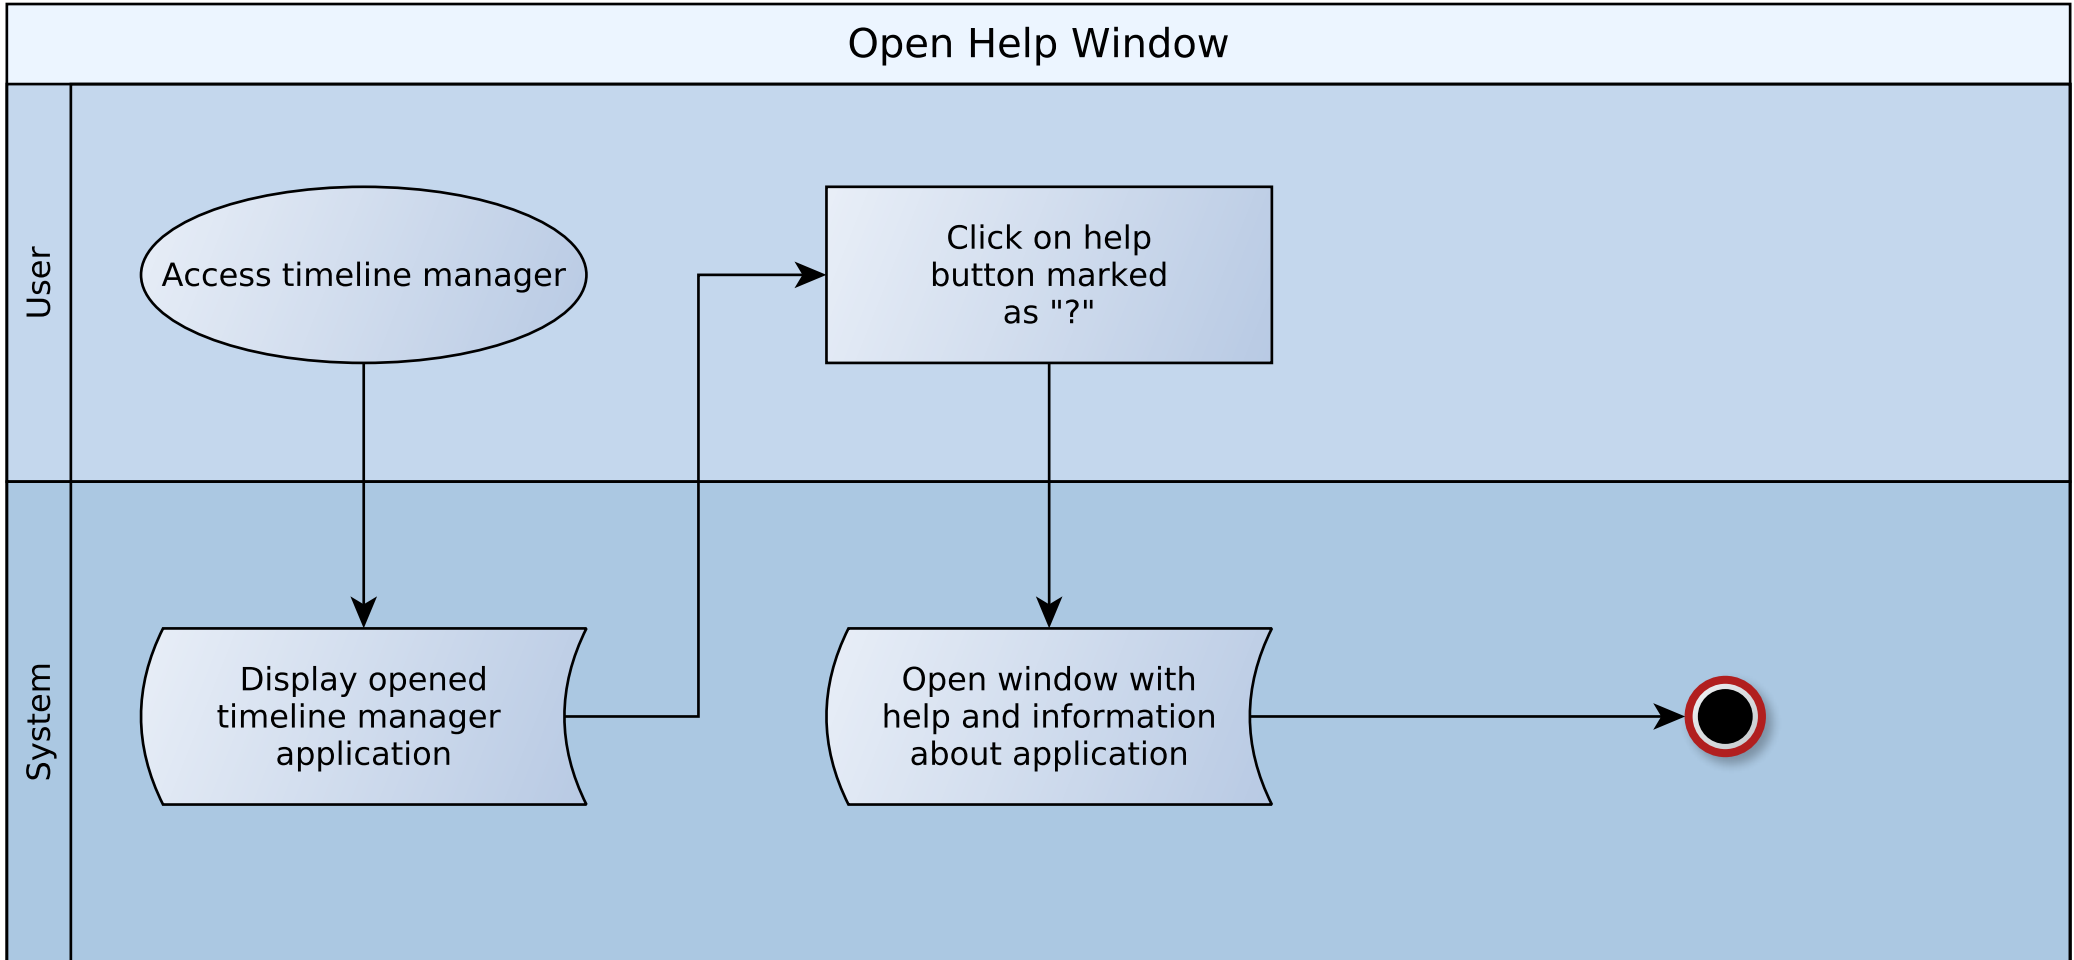 Open Help Window
User
Access timeline manager
Click on help
button marked
as "?"
System
Display opened
timeline manager
application
Open window with
help and information
about application